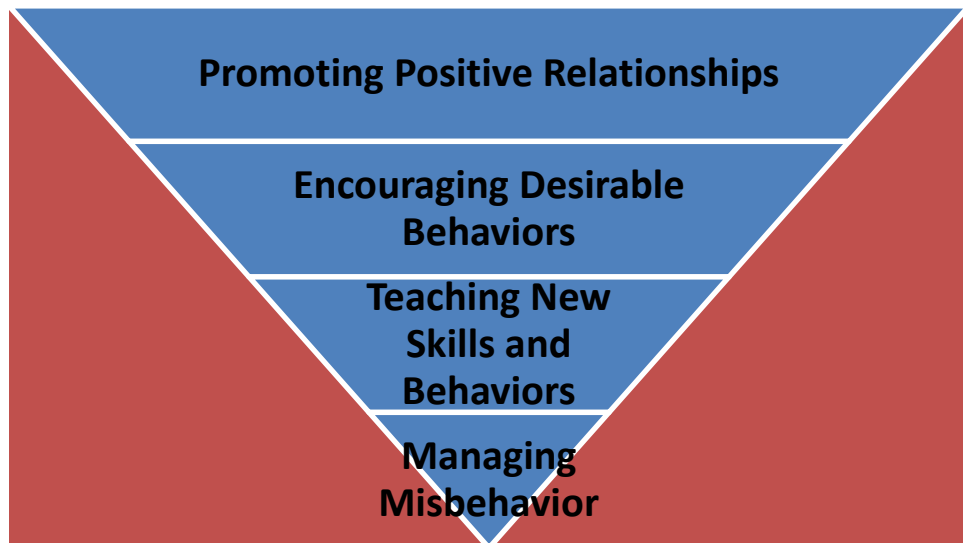 Promoting Positive Relationships
Encouraging Desirable
Behaviors
Teaching New
Skills and
Behaviors
Managing
Misbehavior